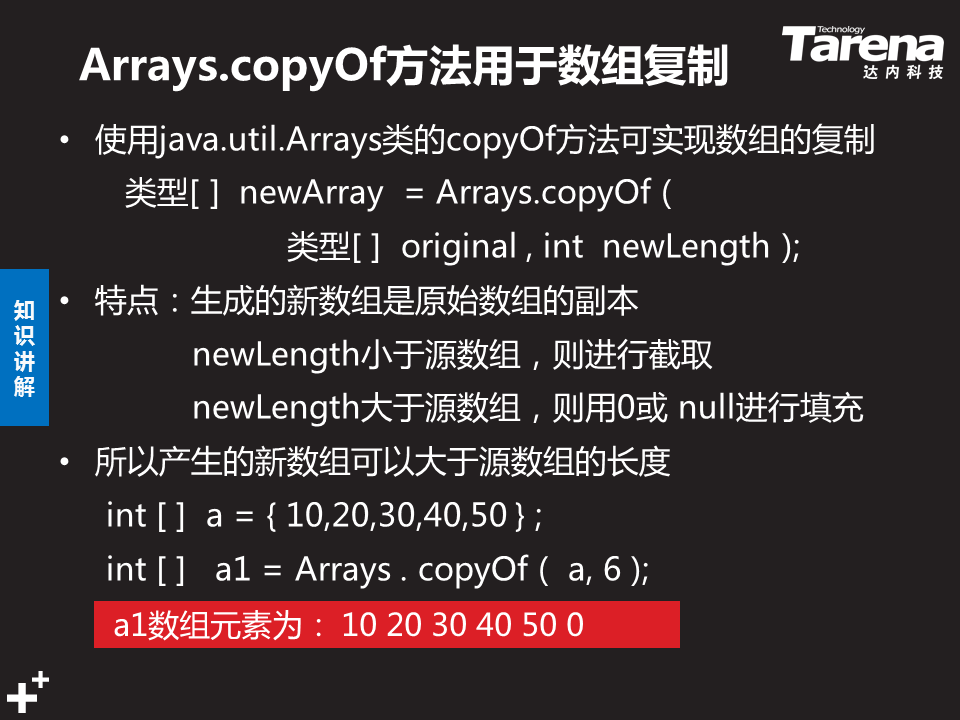 Technology
Tarena
达内科技
Arrays.copyOf方法用于数组复制
• 使用java.util.Arrays类的copyOf方法可实现数组的复制
类型[ ] newArray = Arrays.copyOf (
类型[ ] original , int newLength );
• 特点：生成的新数组是原始数组的副本
newLength小于源数组，则进行截取
newLength大于源数组，则用0或 null进行填充
• 所以产生的新数组可以大于源数组的长度
int [ ] a = { 10,20,30,40,50 } ;
int [ ] a1 = Arrays . copyOf ( a, 6 );
a1数组元素为： 10 20 30 40 50 0
知识讲解